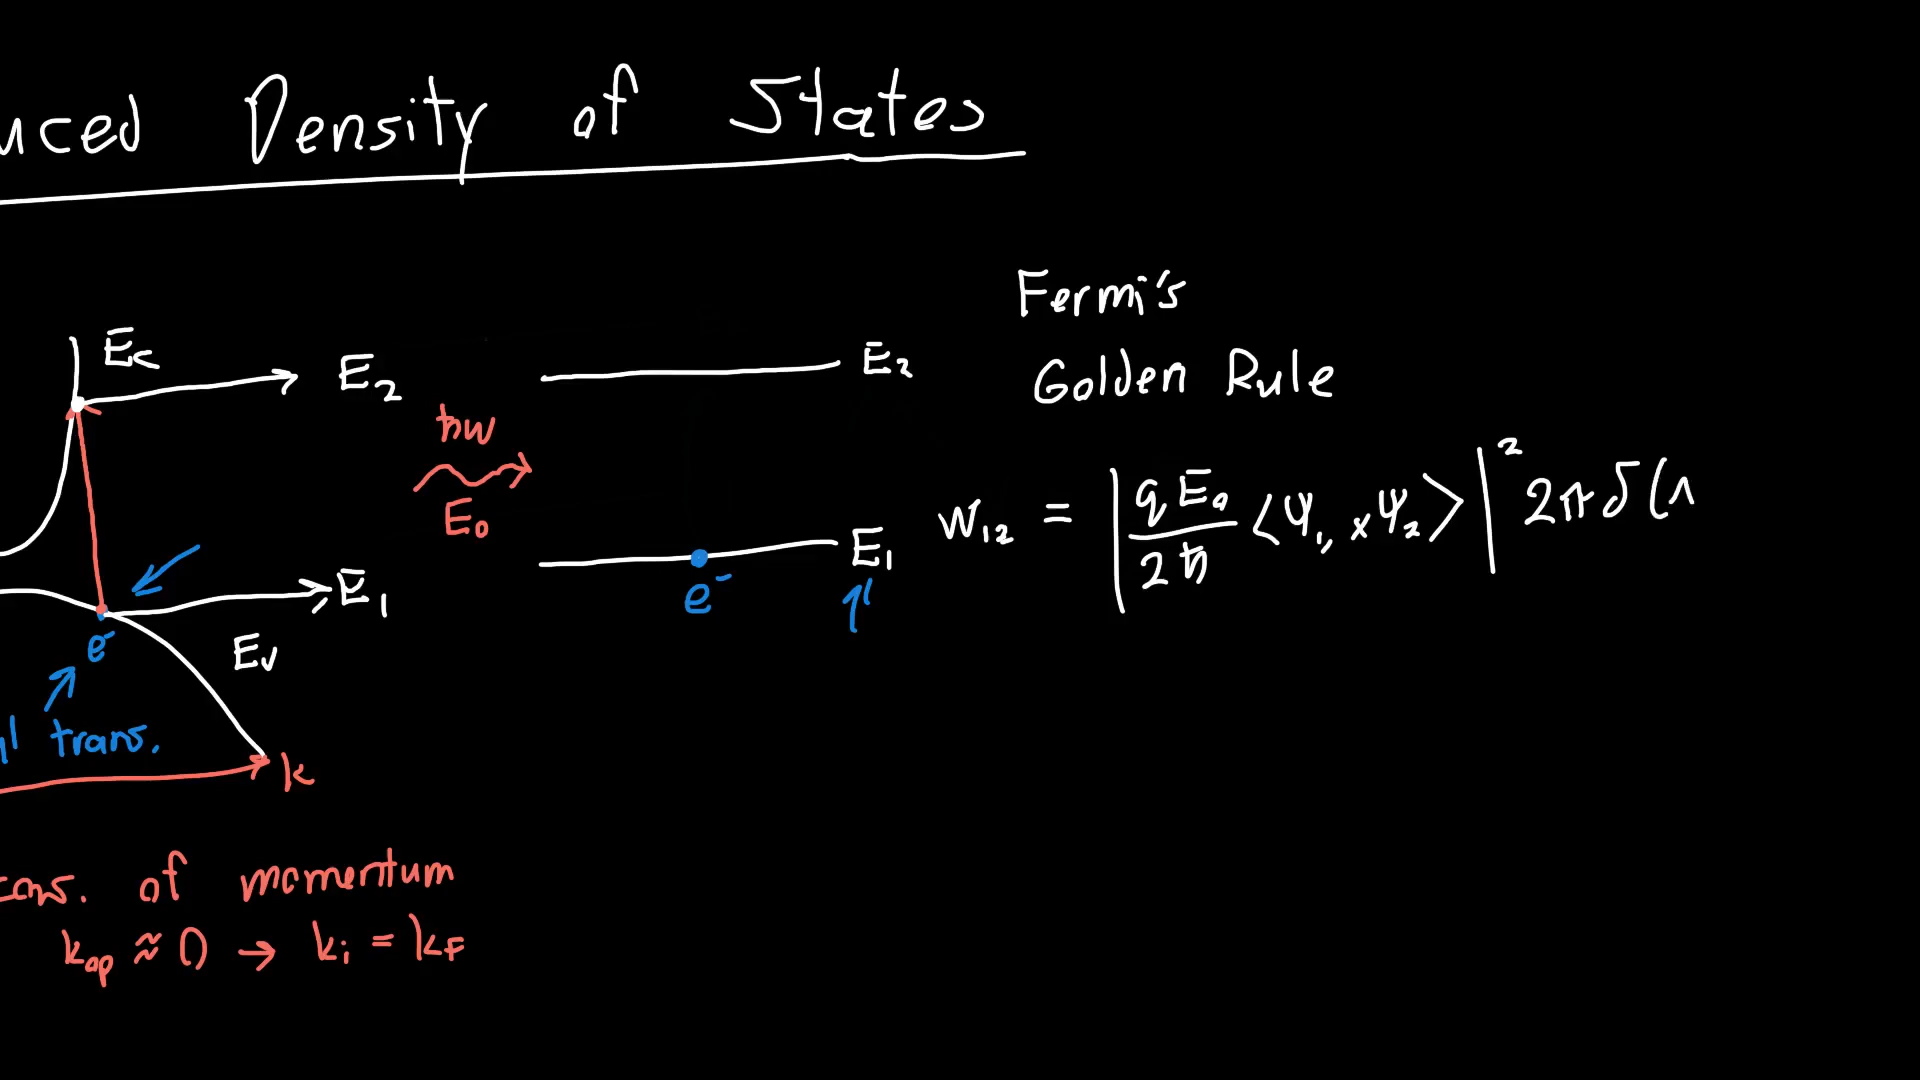 uced Density of States
Fermi's
Golden Rule
Ec
E2
E2
ħw
E0
W12 = | qE0 / 2ħ <Ψ1, xΨ2> |² 2π δ(
E1
E1
e-
e-
Ev
trans.
k
cons. of momentum
kop ≈ 0 → ki = kF